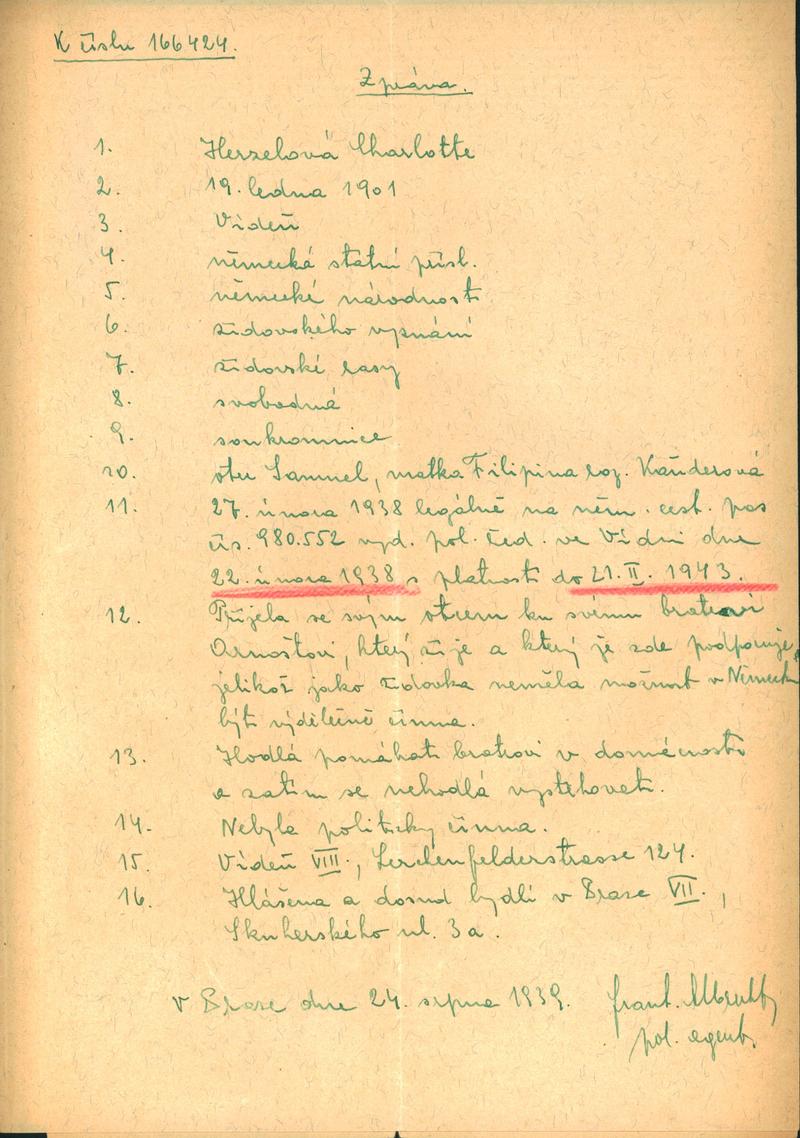 K číslu 166424.
Zpráva.
1. Herzelová Charlotte
2. 19. ledna 1901
3. Vídeň
4. německá státní přísl.
5. německé národnosti
6. židovského vyznání
7. židovské rasy
8. svobodná
9. soukromnice
10. otec Samuel, matka Filipina roz.
11. 27. února 1938 legálně na něm. cest. pas
čís. 980.552 vyd. pol. řed. ve Vídni dne
22. února 1938 s platností do 21. II. 1943.
12. Přijela se svým otcem ku svému bratrovi
Arnoštovi, který žije a který je zde podporuje,
jelikož jako židovka neměla možnost v Německu
býti výdělečně činna.
13. Hodlá pomáhati bratrovi v domácnosti
a zatím se nehodlá vystěhovati.
14. Nebyla politicky činna.
15. Vídeň VIII., Lerchenfelderstrasse 124.
16. Hlášena a dosud bydlí v Praze VII.,
Skuherského ul. 3a.
V Praze dne 24. srpna 1939. Frant.
pol. agent.